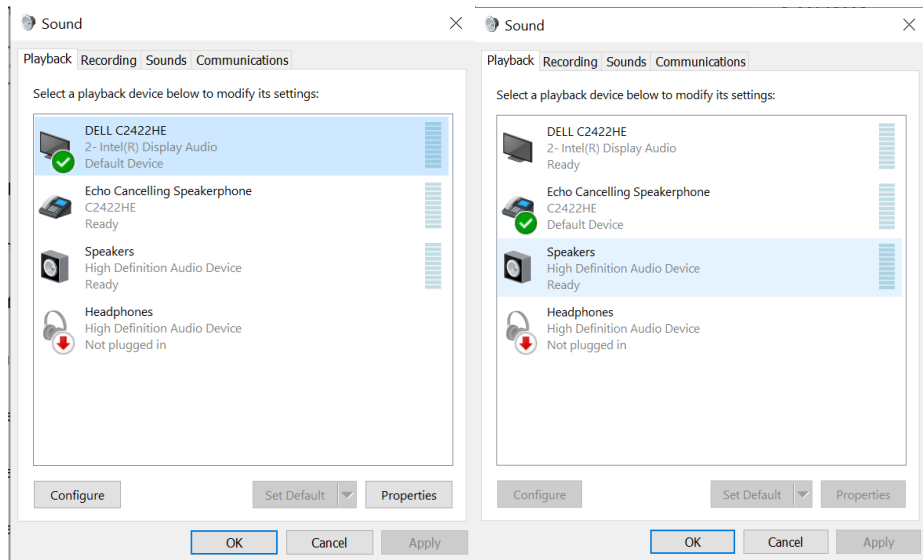 Sound
Playback Recording Sounds Communications
Select a playback device below to modify its settings:
DELL C2422HE
2- Intel(R) Display Audio
Default Device
Echo Cancelling Speakerphone
C2422HE
Ready
Speakers
High Definition Audio Device
Ready
Headphones
High Definition Audio Device
Not plugged in
Configure Set Default Properties
OK Cancel Apply
Sound
Playback Recording Sounds Communications
Select a playback device below to modify its settings:
DELL C2422HE
2- Intel(R) Display Audio
Ready
Echo Cancelling Speakerphone
C2422HE
Default Device
Speakers
High Definition Audio Device
Ready
Headphones
High Definition Audio Device
Not plugged in
Configure Set Default Properties
OK Cancel Apply